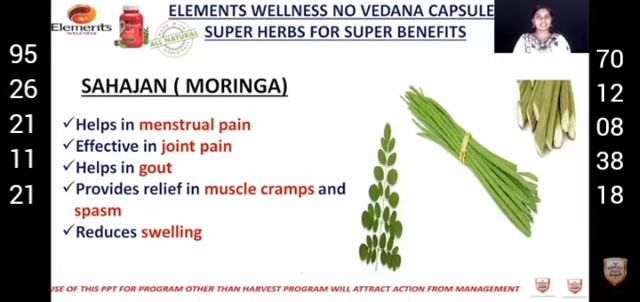 ELEMENTS WELLNESS NO VEDANA CAPSULE
SUPER HERBS FOR SUPER BENEFITS
Elements
WELLNESS
ALL NATURAL
95
26
21
11
21
70
12
08
38
18
SAHAJAN ( MORINGA)
✓Helps in menstrual pain
✓Effective in joint pain
✓Helps in gout
✓Provides relief in muscle cramps and
spasm
✓Reduces swelling
USE OF THIS PPT FOR PROGRAM OTHER THAN HARVEST PROGRAM WILL ATTRACT ACTION FROM MANAGEMENT